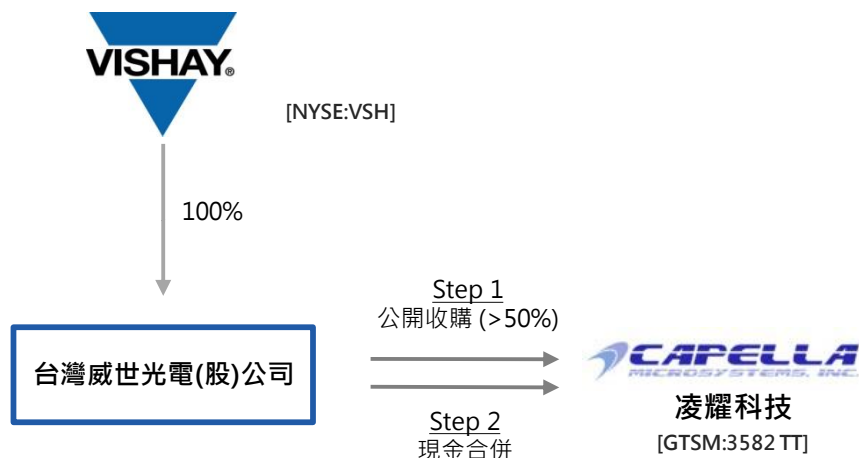 VISHAY®
[NYSE:VSH]
100%
Step 1
公開收購 (>50%)
台灣威世光電(股)公司
CAPELLA
MICROSYSTEMS, INC.
凌耀科技
[GTSM:3582 TT]
Step 2
現金合併